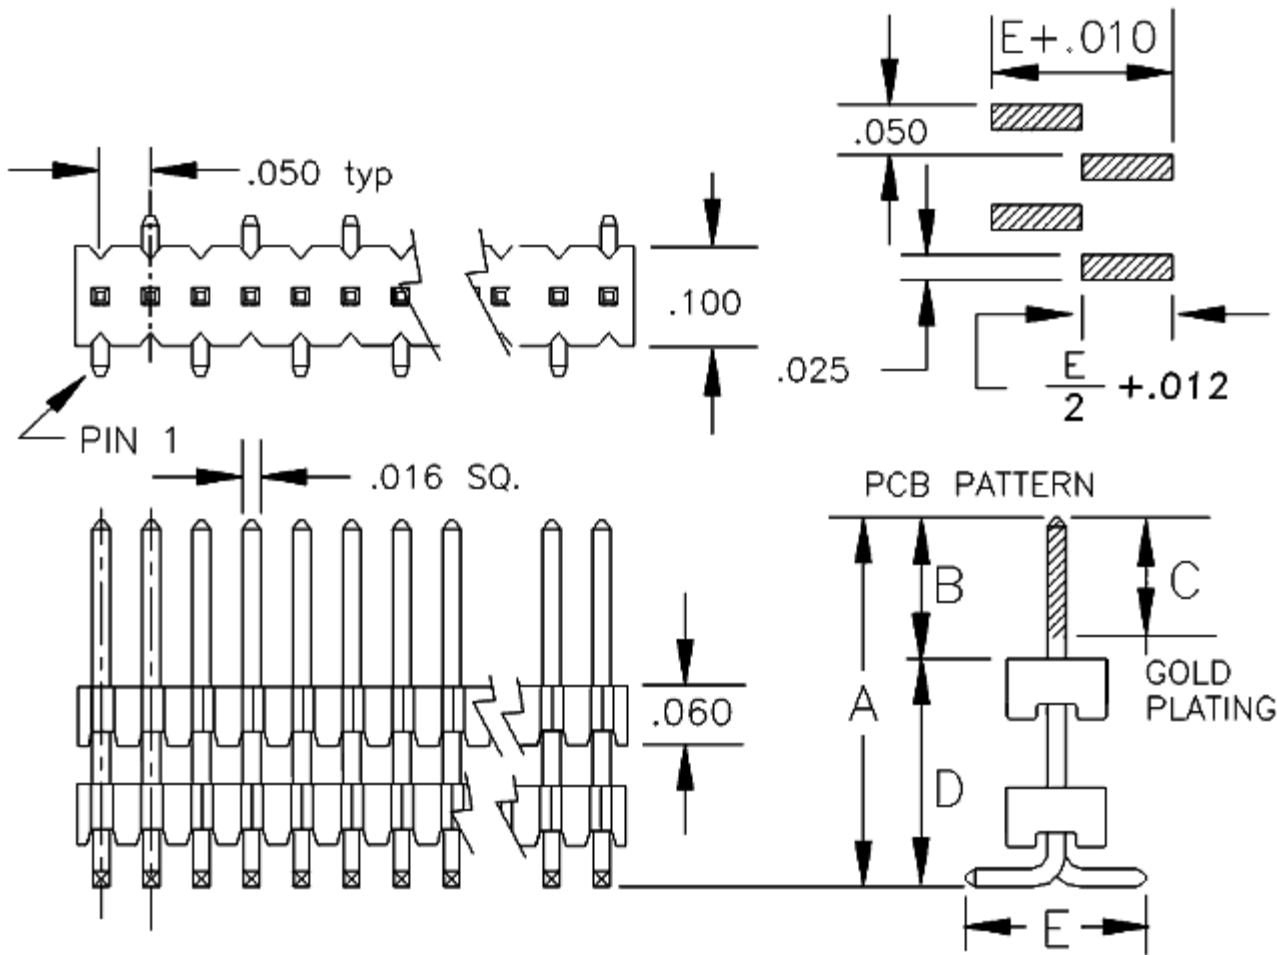 E+.010
.050
.050 typ
.100
.025
E
2
+.012
PIN 1
.016 SQ.
PCB PATTERN
B
C
A
.060
GOLD
PLATING
D
E